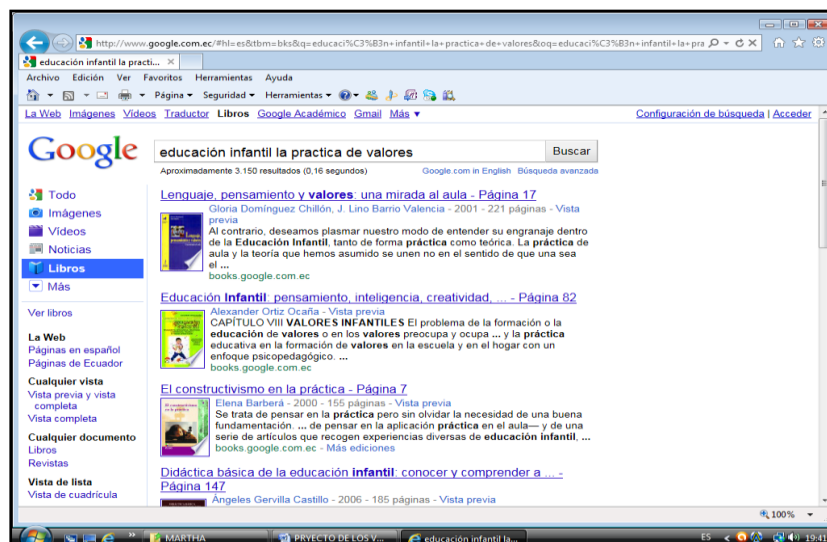 http://www.google.com.ec/#hl=es&tbm=bks&q=educaci%C3%B3n+infantil+la+practica+de+valores&oq=educaci%C3%B3n+infantil+la+pra
educación infantil la practi...
Archivo Edición Ver Favoritos Herramientas Ayuda
Página Seguridad Herramientas
La Web Imágenes Vídeos Traductor Libros Google Académico Gmail Más Configuración de búsqueda | Acceder
Google
educación infantil la practica de valores Buscar
Aproximadamente 3.150 resultados (0,16 segundos) Google.com in English Búsqueda avanzada
Todo
Imágenes
Vídeos
Noticias
Libros
Más
Ver libros
La Web
Páginas en español
Páginas de Ecuador
Cualquier vista
Vista previa y vista
completa
Vista completa
Cualquier documento
Libros
Revistas
Vista de lista
Vista de cuadrícula
Lenguaje, pensamiento y valores: una mirada al aula - Página 17
Gloria Domínguez Chillón, J. Lino Barrio Valencia - 2001 - 221 páginas - Vista
previa
Al contrario, deseamos plasmar nuestro modo de entender su engranaje dentro
de la Educación Infantil, tanto de forma práctica como teórica. La práctica de
aula y la teoría que hemos asumido se unen no en el sentido de que una sea
el ...
books.google.com.ec
Educación Infantil: pensamiento, inteligencia, creatividad, ... - Página 82
Alexander Ortiz Ocaña - Vista previa
CAPÍTULO VIII VALORES INFANTILES El problema de la formación o la
educación de valores o en los valores preocupa y ocupa ... y la práctica
educativa en la formación de valores en la escuela y en el hogar con un
enfoque psicopedagógico. ...
books.google.com.ec
El constructivismo en la práctica - Página 7
Elena Barberá - 2000 - 155 páginas - Vista previa
Se trata de pensar en la práctica pero sin olvidar la necesidad de una buena
fundamentación. ... de pensar en la aplicación práctica en el aula— y de una
serie de artículos que recogen experiencias diversas de educación infantil, ...
books.google.com.ec - Más ediciones
Didáctica básica de la educación infantil: conocer y comprender a ... -
Página 147
Ángeles Gervilla Castillo - 2006 - 185 páginas - Vista previa
100%
MARTHA PRYECTO DE LOS V... educación infantil la... ES 19:41